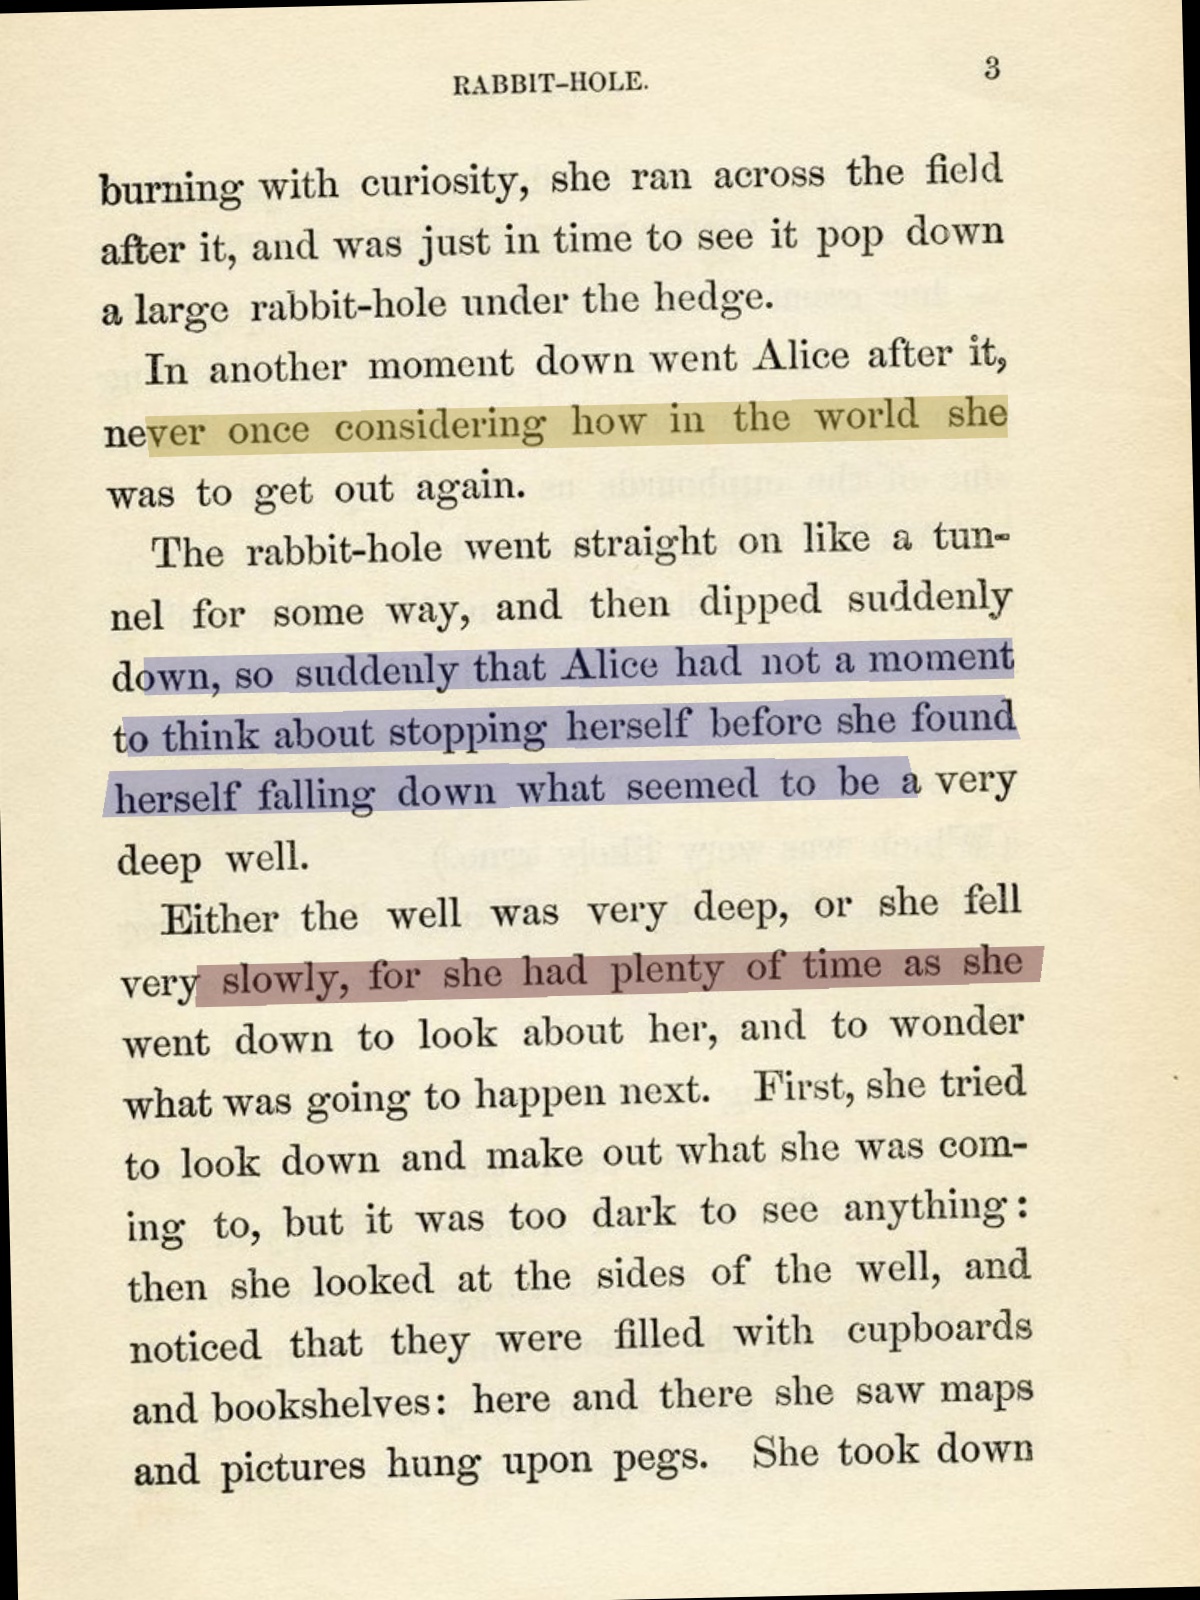 RABBIT-HOLE. 3
burning with curiosity, she ran across the field
after it, and was just in time to see it pop down
a large rabbit-hole under the hedge.
In another moment down went Alice after it,
never once considering how in the world she
was to get out again.
The rabbit-hole went straight on like a tun-
nel for some way, and then dipped suddenly
down, so suddenly that Alice had not a moment
to think about stopping herself before she found
herself falling down what seemed to be a very
deep well.
Either the well was very deep, or she fell
very slowly, for she had plenty of time as she
went down to look about her, and to wonder
what was going to happen next. First, she tried
to look down and make out what she was com-
ing to, but it was too dark to see anything:
then she looked at the sides of the well, and
noticed that they were filled with cupboards
and bookshelves: here and there she saw maps
and pictures hung upon pegs. She took down